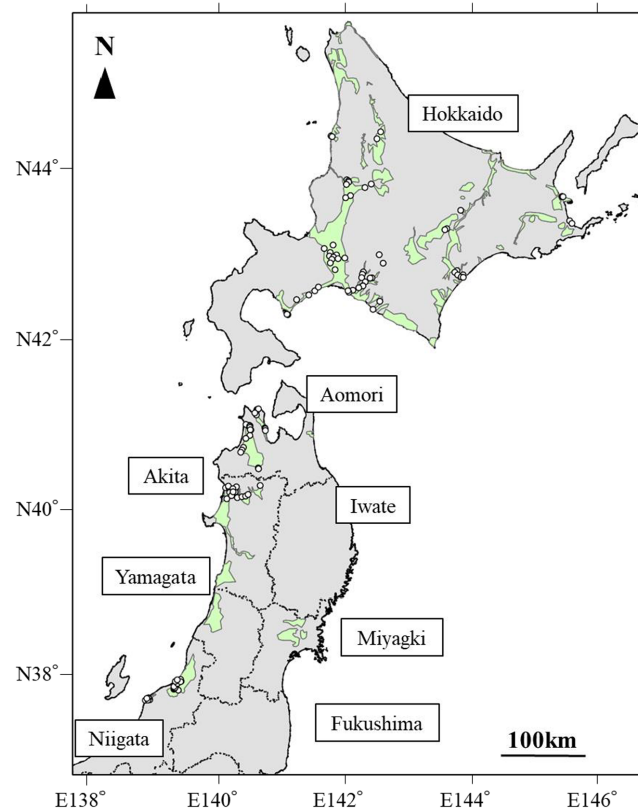 N
Hokkaido
N44°
N42°
Aomori
Akita
Iwate
N40°
Yamagata
Miyagki
N38°
Niigata
Fukushima
100km
E138°
E140°
E142°
E144°
E146°